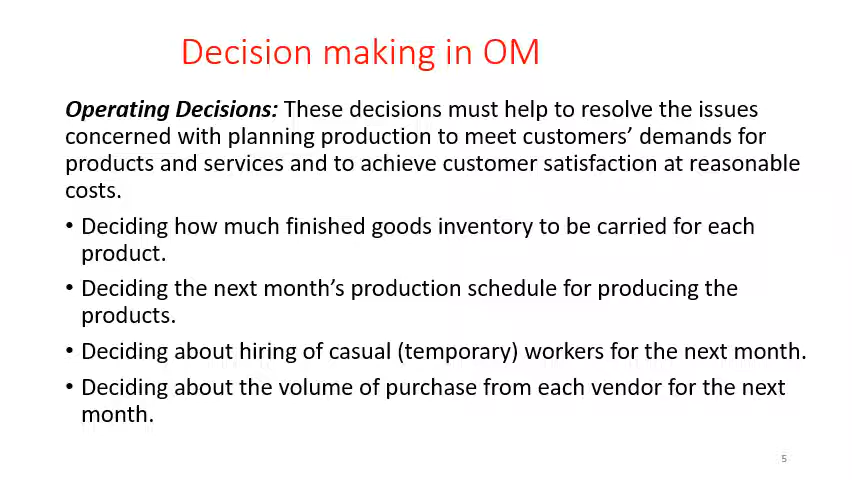 Decision making in OM
Operating Decisions: These decisions must help to resolve the issues
concerned with planning production to meet customers’ demands for
products and services and to achieve customer satisfaction at reasonable
costs.
• Deciding how much finished goods inventory to be carried for each
product.
• Deciding the next month’s production schedule for producing the
products.
• Deciding about hiring of casual (temporary) workers for the next month.
• Deciding about the volume of purchase from each vendor for the next
month.
5